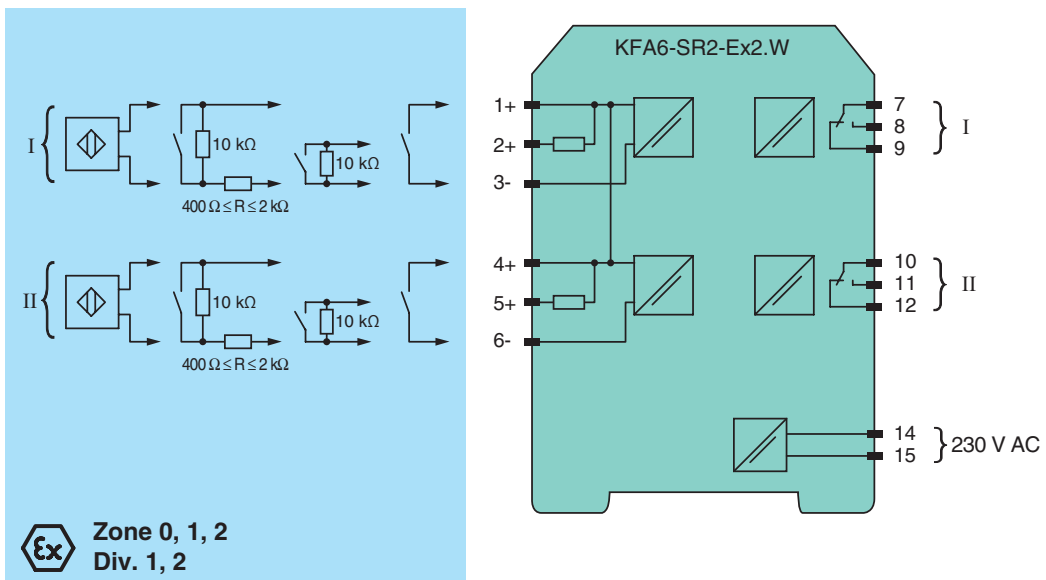 KFA6-SR2-Ex2.W
I
10 kΩ
10 kΩ
400 Ω ≤ R ≤ 2 kΩ
II
10 kΩ
10 kΩ
400 Ω ≤ R ≤ 2 kΩ
Ex
Zone 0, 1, 2
Div. 1, 2
1+
2+
3-
4+
5+
6-
7
8
9
I
10
11
12
II
14
15
230 V AC